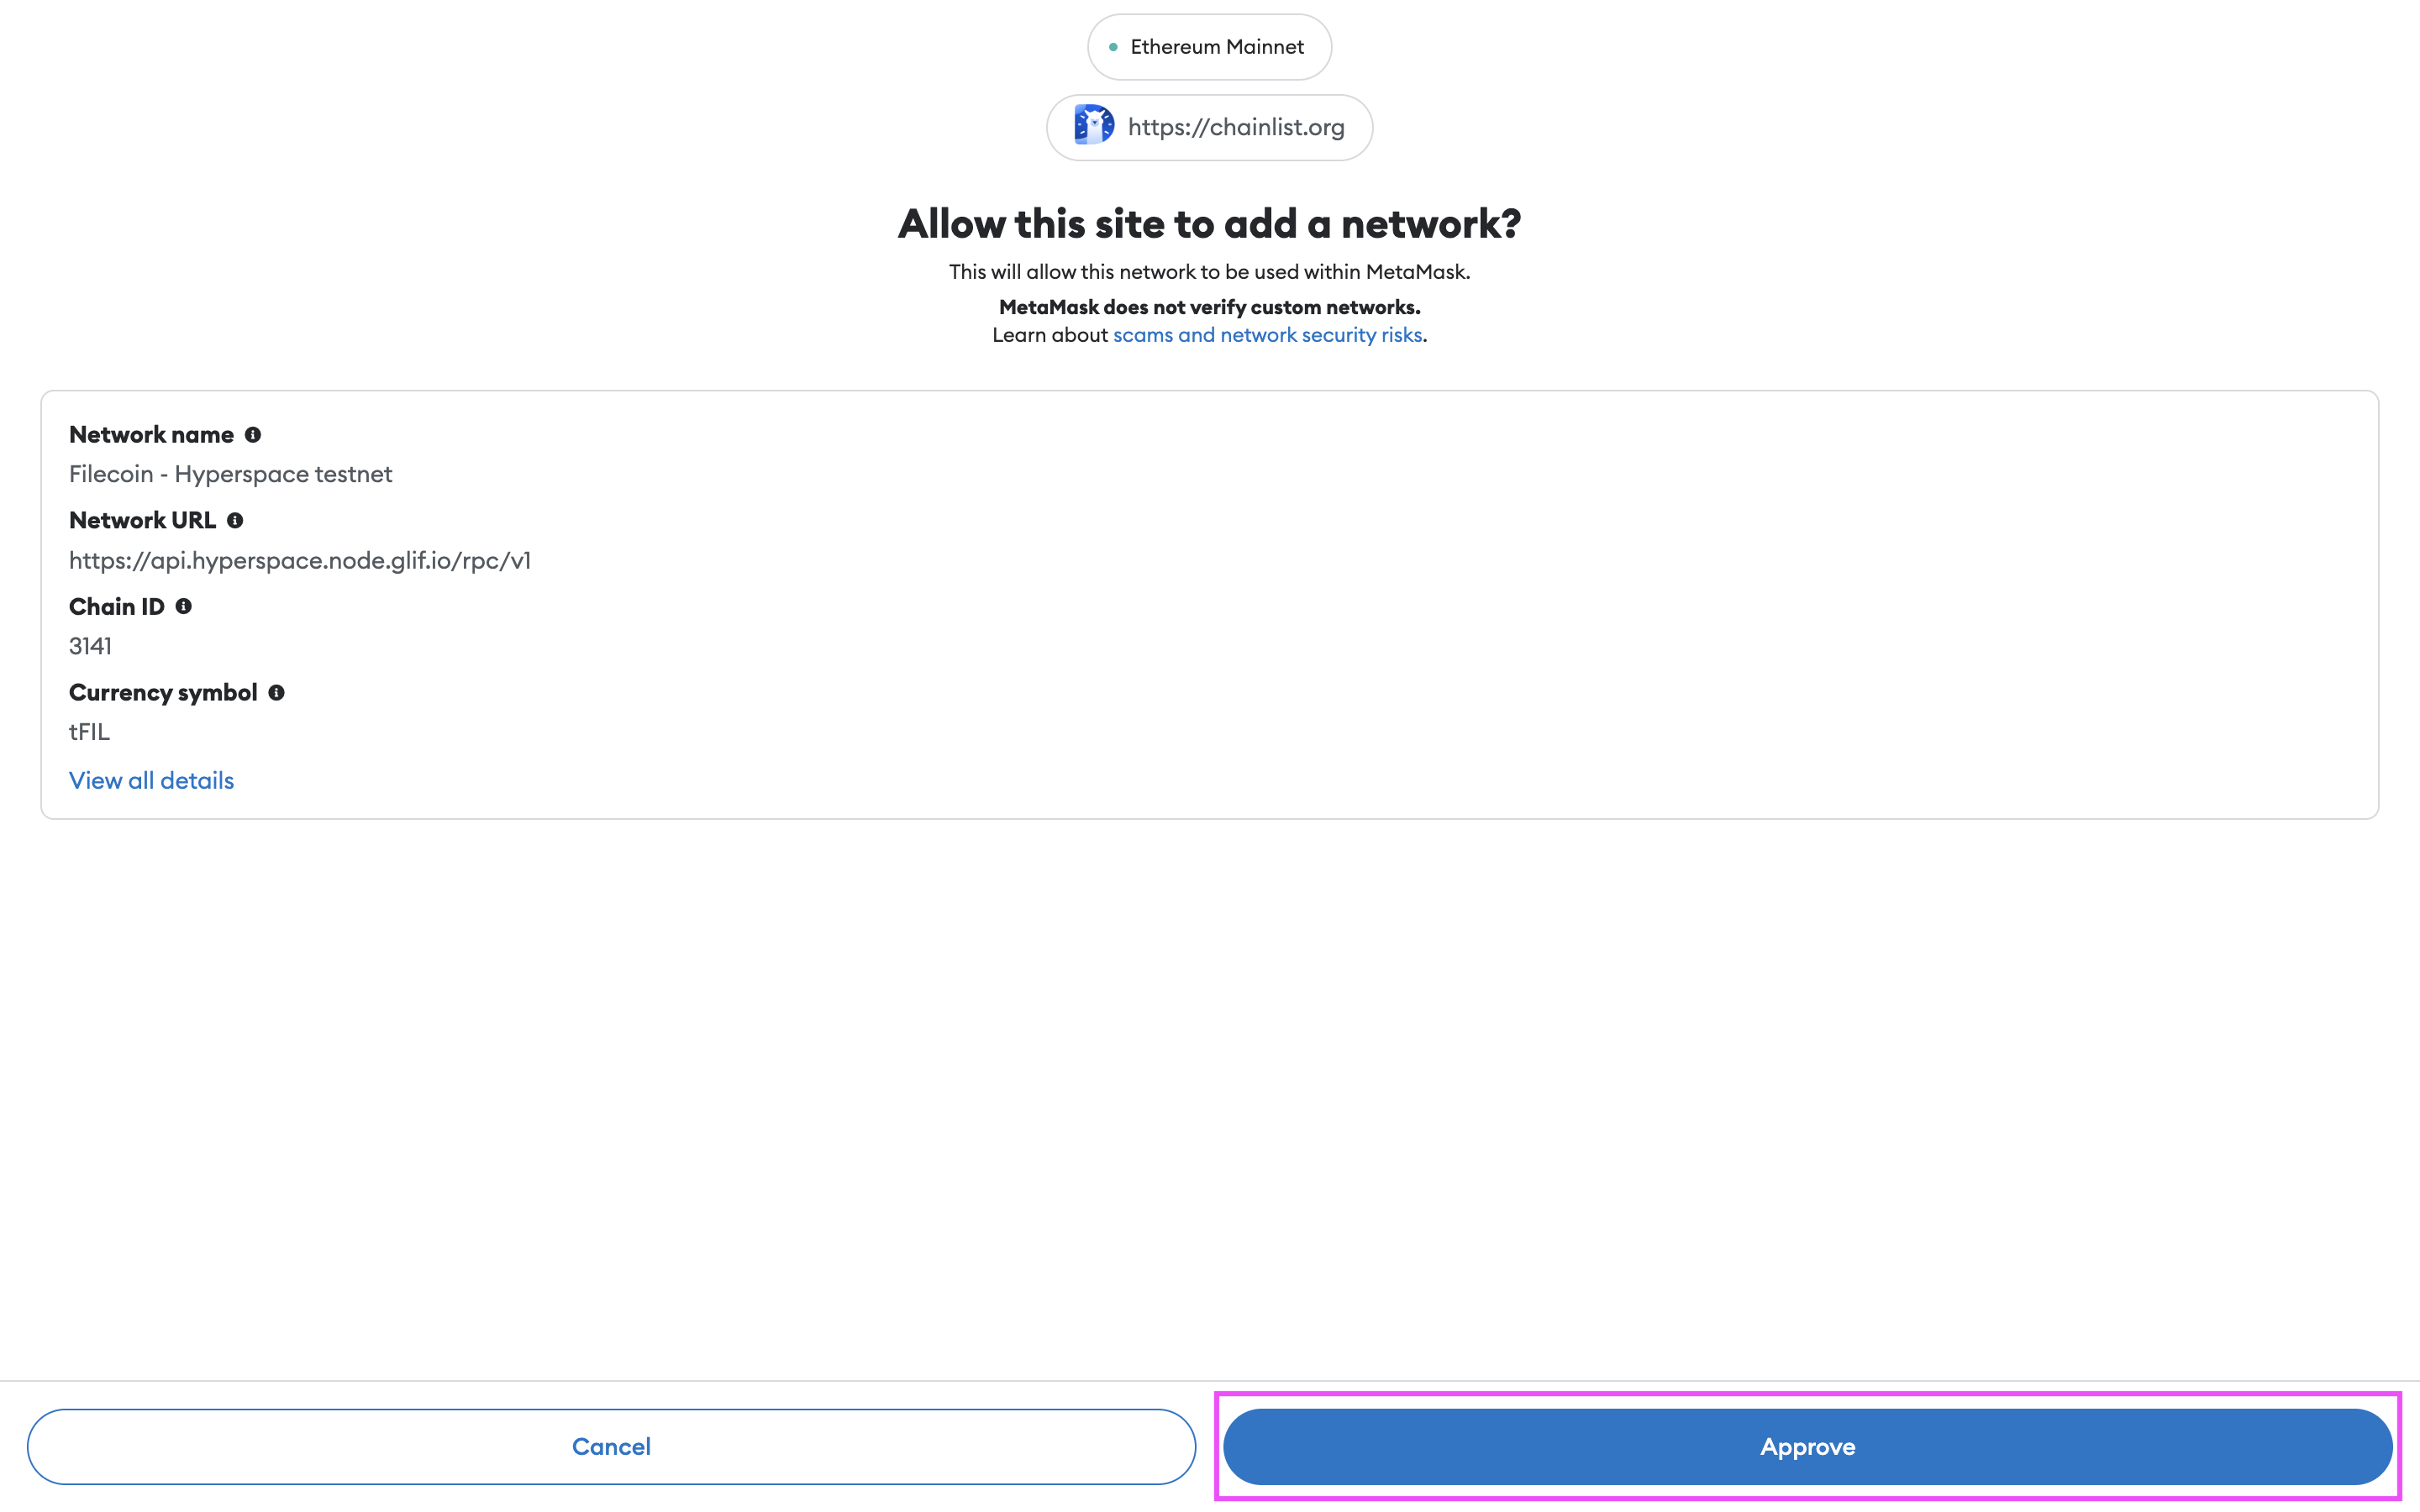 Ethereum Mainnet
https://chainlist.org
Allow this site to add a network?
This will allow this network to be used within MetaMask.
MetaMask does not verify custom networks.
Learn about scams and network security risks.
Network name
Filecoin - Hyperspace testnet
Network URL
https://api.hyperspace.node.glif.io/rpc/v1
Chain ID
3141
Currency symbol
tFIL
View all details
Cancel
Approve